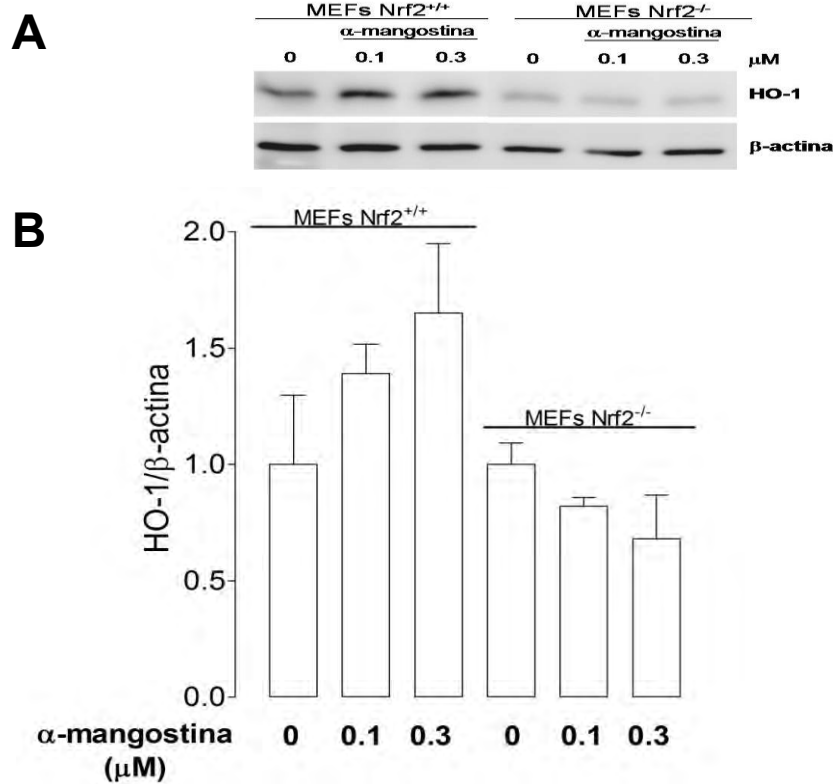 A
MEFs Nrf2+/+ MEFs Nrf2-/-
α-mangostina α-mangostina
0 0.1 0.3 0 0.1 0.3 μM
HO-1
β-actina
B
MEFs Nrf2+/+
2.0
1.5
MEFs Nrf2-/-
1.0
0.5
0.0
HO-1/β-actina
α-mangostina 0 0.1 0.3 0 0.1 0.3
(μM)